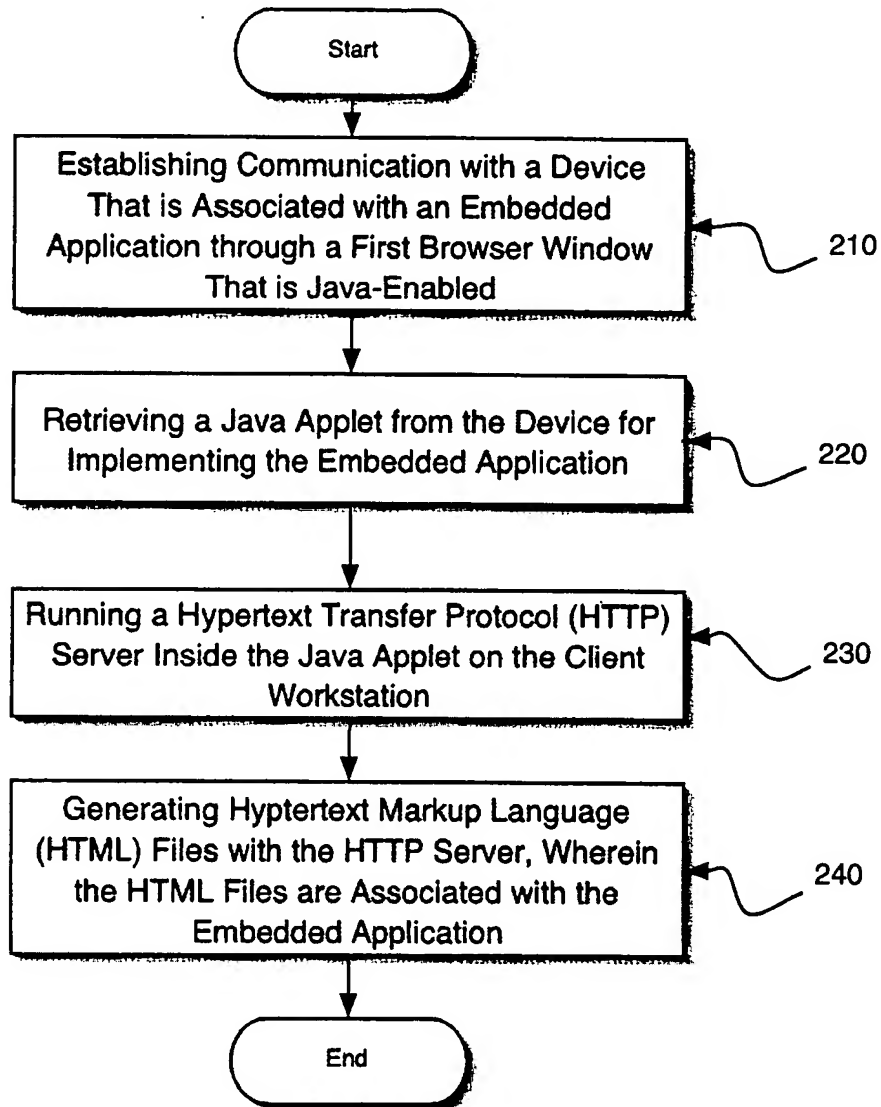 Start
Establishing Communication with a Device
That is Associated with an Embedded
Application through a First Browser Window
That is Java-Enabled
210
Retrieving a Java Applet from the Device for
Implementing the Embedded Application
220
Running a Hypertext Transfer Protocol (HTTP)
Server Inside the Java Applet on the Client
Workstation
230
Generating Hyptertext Markup Language
(HTML) Files with the HTTP Server, Wherein
the HTML Files are Associated with the
Embedded Application
240
End